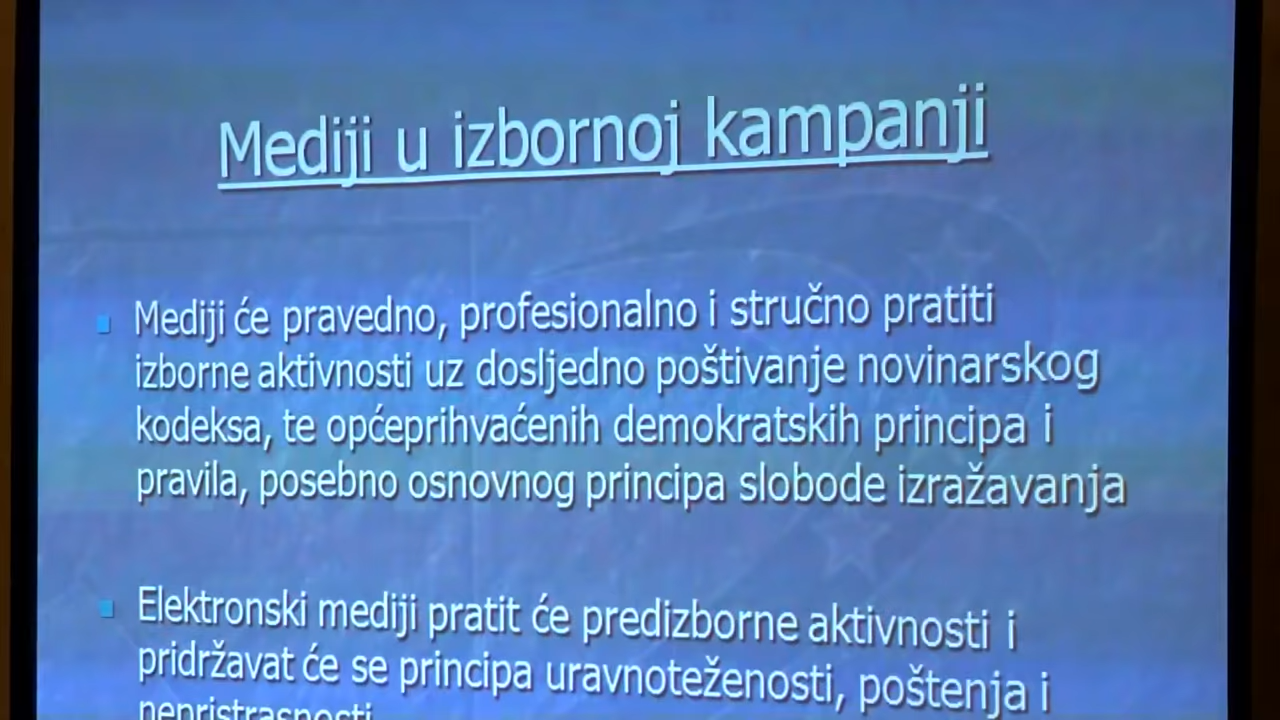 Mediji u izbornoj kampanji
Mediji će pravedno, profesionalno i stručno pratiti
izborne aktivnosti uz dosljedno poštivanje novinarskog
kodeksa, te općeprihvaćenih demokratskih principa i
pravila, posebno osnovnog principa slobode izražavanja
Elektronski mediji pratit će predizborne aktivnosti i
pridržavat će se principa uravnoteženosti, poštenja i
nepristrasnosti